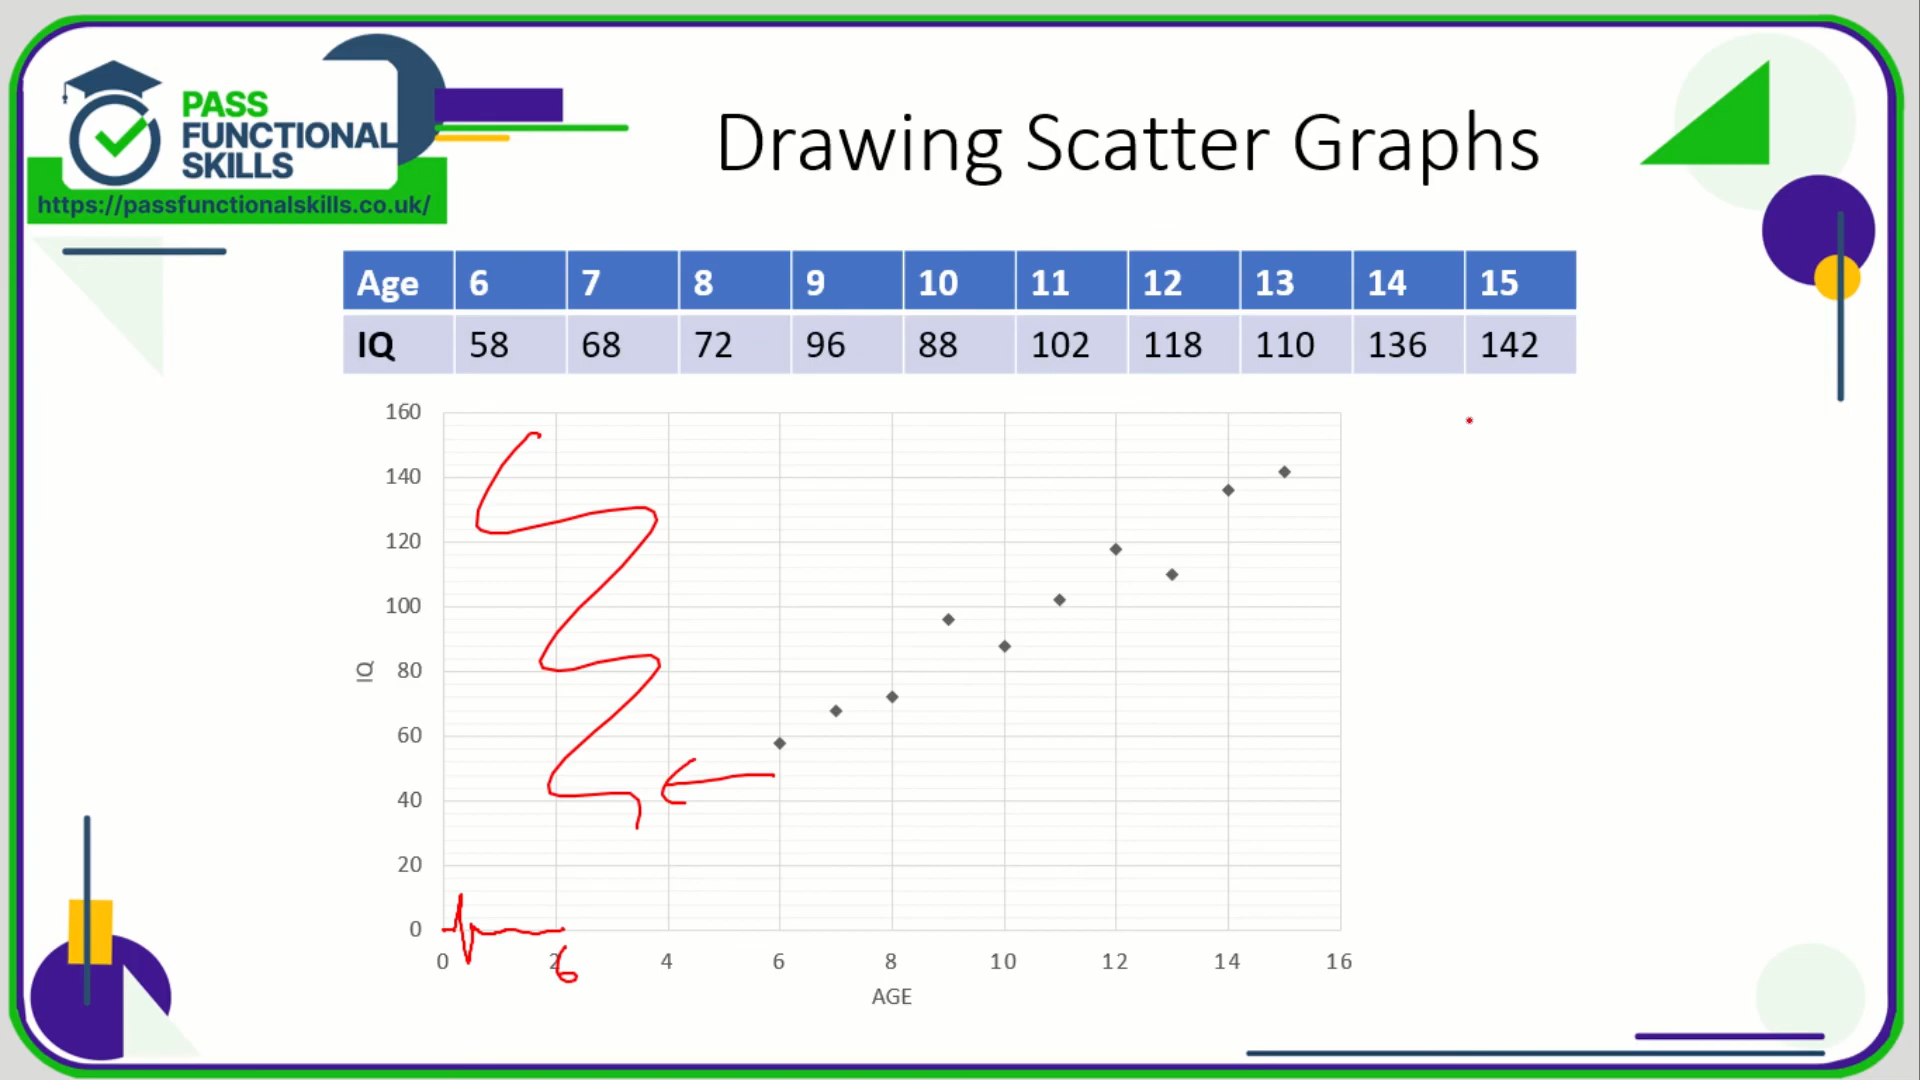 PASS
FUNCTIONAL
SKILLS
https://passfunctionalskills.co.uk/
Drawing Scatter Graphs
Age 6 7 8 9 10 11 12 13 14 15
IQ 58 68 72 96 88 102 118 110 136 142
160
140
120
100
80
60
40
20
0
IQ
0 2 4 6 8 10 12 14 16
6
AGE